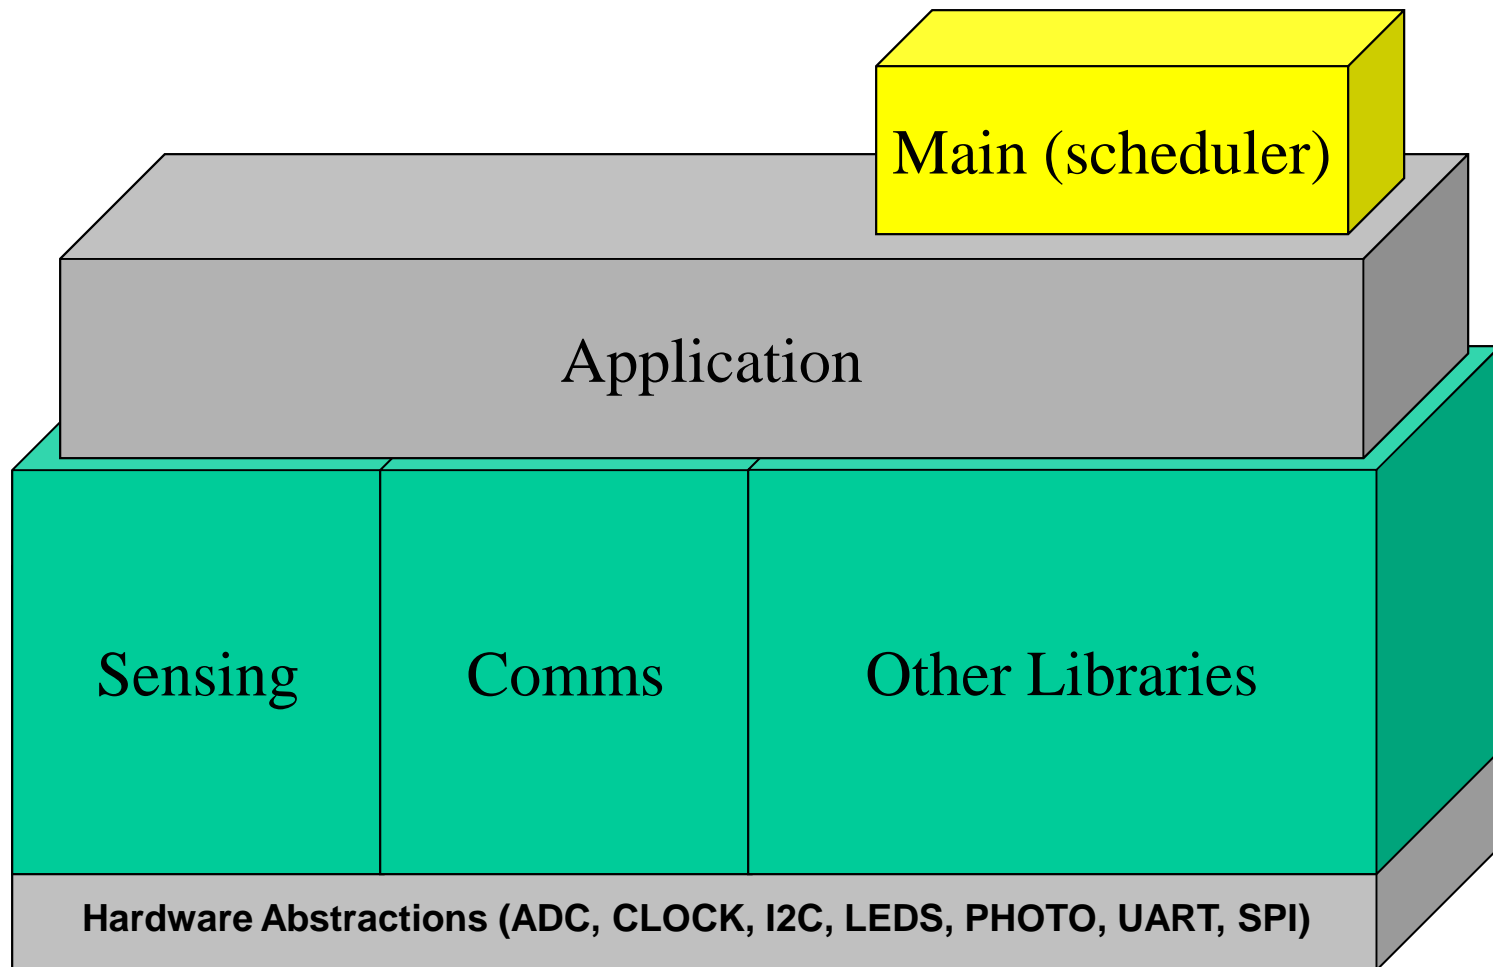 Main (scheduler)
Application
Sensing
Comms
Other Libraries
Hardware Abstractions (ADC, CLOCK, I2C, LEDS, PHOTO, UART, SPI)